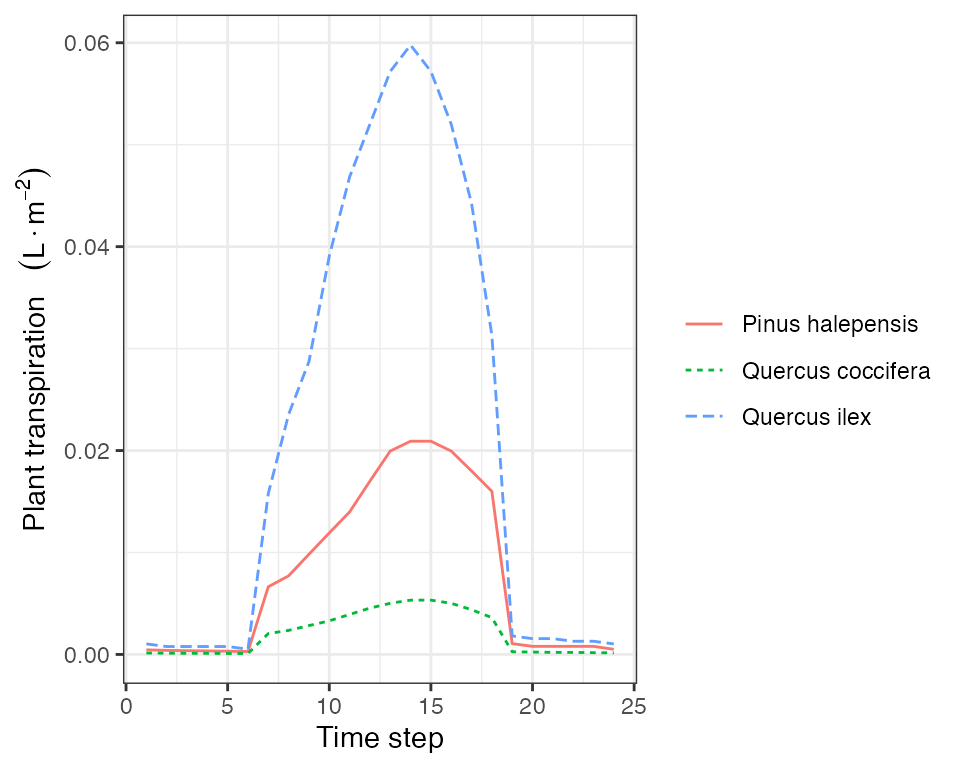 0.06
0.04
0.02
0.00
Plant transpiration (L·m⁻²)
0 5 10 15 20 25
Time step
Pinus halepensis
Quercus coccifera
Quercus ilex